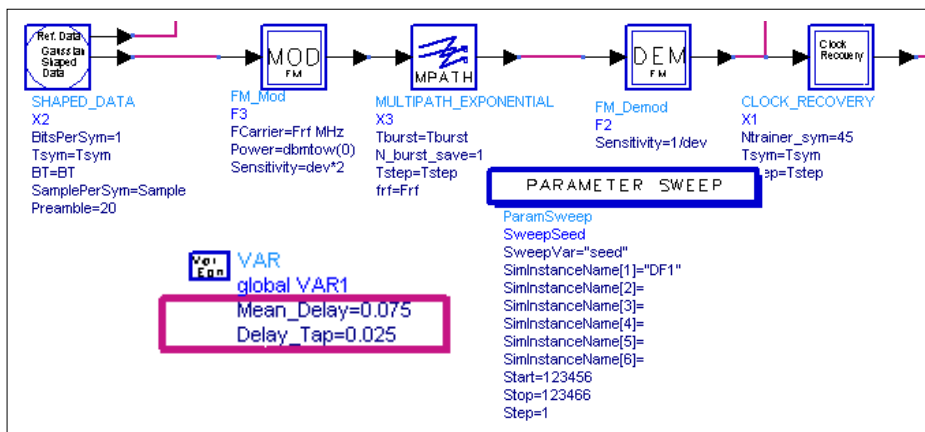 Ref. Data
Gaussian
Shaped
Data
SHAPED_DATA
X2
BitsPerSym=1
Tsym=Tsym
BT=BT
SamplePerSym=Sample
Preamble=20
MOD
FM
FM_Mod
F3
FCarrier=Frf MHz
Power=dbmtow(0)
Sensitivity=dev*2
MPATH
MULTIPATH_EXPONENTIAL
X3
Tburst=Tburst
N_burst_save=1
Tstep=Tstep
frf=Frf
DEM
FM
FM_Demod
F2
Sensitivity=1/dev
Clock
Recovery
CLOCK_RECOVERY
X1
Ntrainer_sym=45
Tsym=Tsym
ep=Tstep
PARAMETER SWEEP
ParamSweep
SweepSeed
SweepVar="seed"
SimInstanceName[1]="DF1"
SimInstanceName[2]=
SimInstanceName[3]=
SimInstanceName[4]=
SimInstanceName[5]=
SimInstanceName[6]=
Start=123456
Stop=123466
Step=1
Var
Eqn
VAR
global VAR1
Mean_Delay=0.075
Delay_Tap=0.025